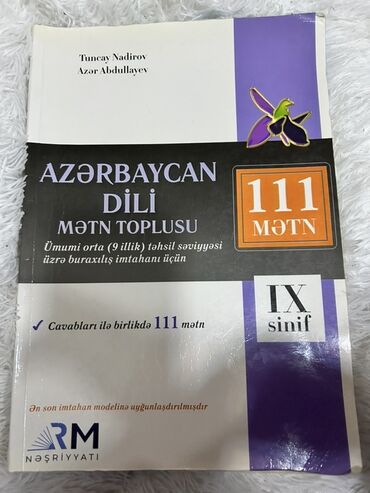 Tuncay Nadirov
Azər Abdullayev
AZƏRBAYCAN
DİLİ
MƏTN TOPLUSU
Ümumi orta (9 illik) təhsil səviyyəsi
üzrə buraxılış imtahanı üçün
111
MƏTN
IX
sinif
✓ Cavabları ilə birlikdə 111 mətn
Ən son imtahan modelinə uyğunlaşdırılmışdır
RM
NƏŞRİYYATI